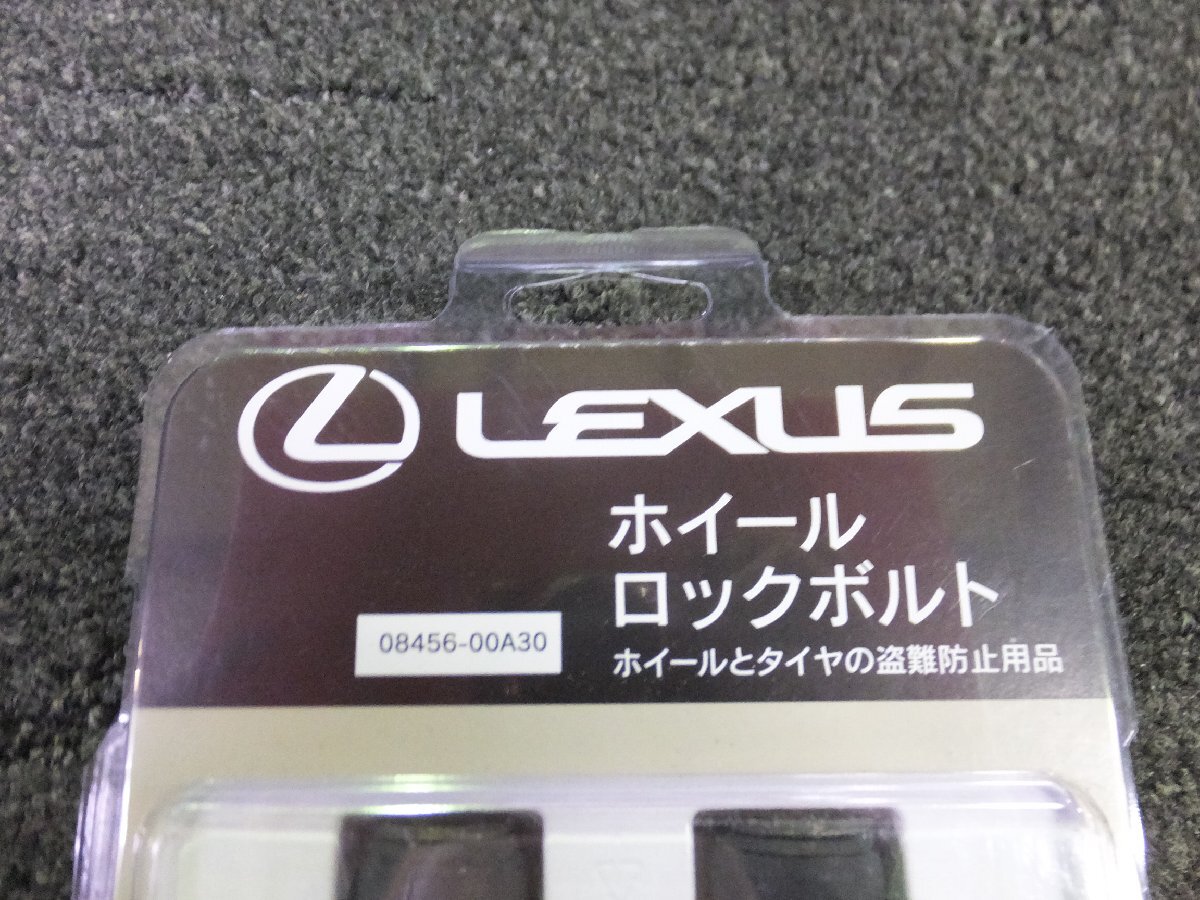 LEXUS
ホイール
ロックボルト
08456-00A30
ホイールとタイヤの盗難防止用品